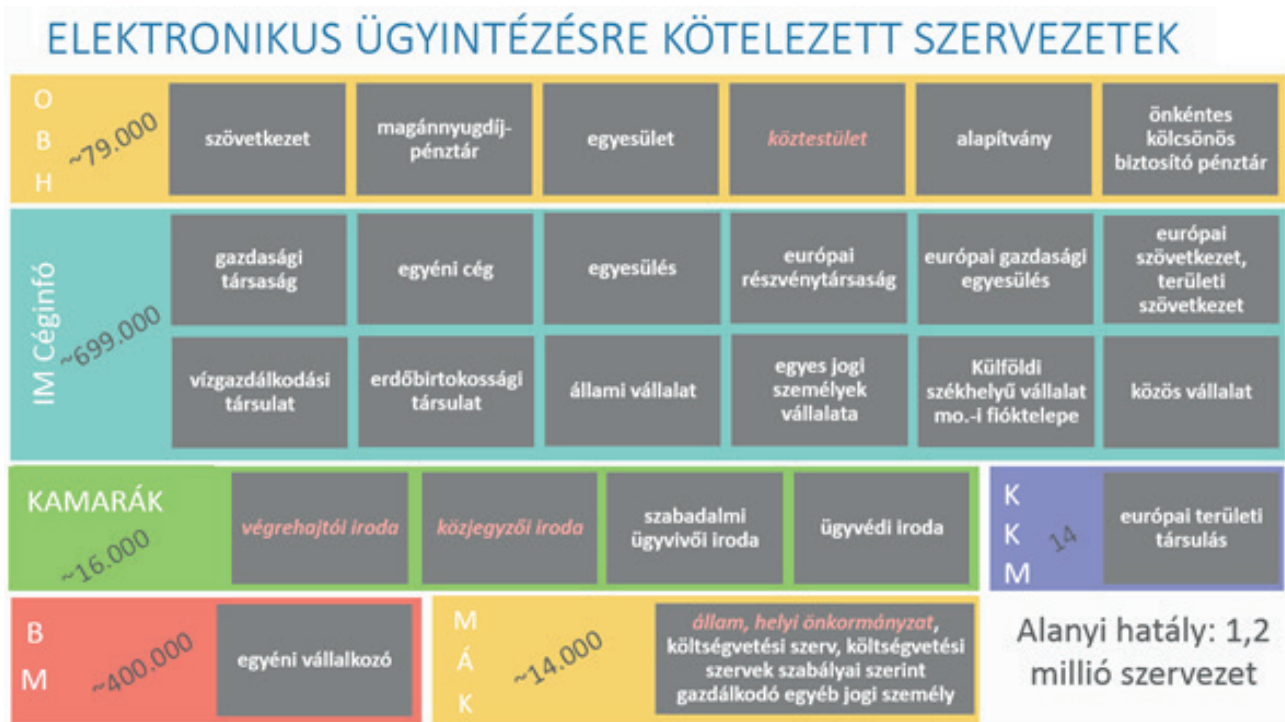 ELEKTRONIKUS ÜGYINTÉZÉSRE KÖTELEZETT SZERVEZETEK
O
B
H
~79.000
szövetkezet
magánnyugdíj-
pénztár
egyesület
köztestület
alapítvány
önkéntes
kölcsönös
biztosító pénztár
IM Céginfó
~699.000
gazdasági
társaság
egyéni cég
egyesülés
európai
részvénytársaság
európai gazdasági
egyesülés
európai
szövetkezet,
területi
szövetkezet
vízgazdálkodási
társulat
erdőbirtokossági
társulat
állami vállalat
egyes jogi
személyek
vállalata
Külföldi
székhelyű vállalat
mo.-i fióktelepe
közös vállalat
KAMARÁK
~16.000
végrehajtói iroda
közjegyzői iroda
szabadalmi
ügyvivői iroda
ügyvédi iroda
K
K
M
14
európai területi
társulás
B
M
~400.000
egyéni vállalkozó
M
Á
K
~14.000
állam, helyi önkormányzat,
költségvetési szerv, költségvetési
szervek szabályai szerint
gazdálkodó egyéb jogi személy
Alanyi hatály: 1,2
millió szervezet